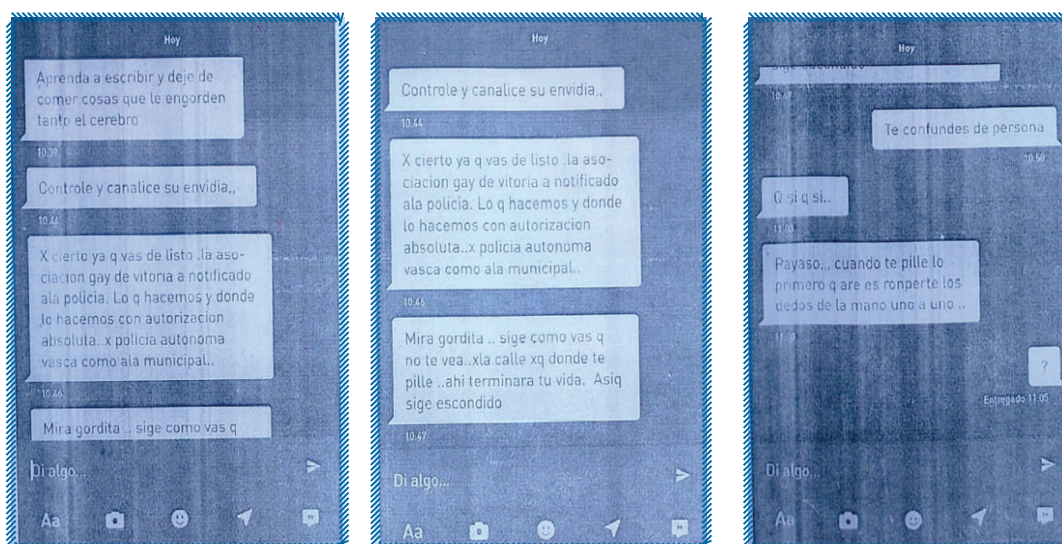 Hoy
Aprenda a escribir y deje de
comer cosas que le engorden
tanto el cerebro
10:39
Controle y canalice su envidia,,
10:44
X cierto ya q vas de listo .la aso-
ciacion gay de vitoria a notificado
ala policia. Lo q hacemos y donde
lo hacemos con autorizacion
absoluta..x policia autonoma
vasca como ala municipal..
10:46
Mira gordita .. sige como vas q
Di algo...
Aa
Hoy
Controle y canalice su envidia,,
10:44
X cierto ya q vas de listo .la aso-
ciacion gay de vitoria a notificado
ala policia. Lo q hacemos y donde
lo hacemos con autorizacion
absoluta..x policia autonoma
vasca como ala municipal..
10:46
Mira gordita .. sige como vas q
no te vea..xla calle xq donde te
pille ..ahi terminara tu vida. Asiq
sige escondido
10:47
Di algo...
Aa
Hoy
sige escondido
10:47
Te confundes de persona
10:58
Q si q si..
Payaso... cuando te pille lo
primero q are es ronperte los
dedos de la mano uno a uno ..
?
Entregado 11:05
Di algo...
Aa